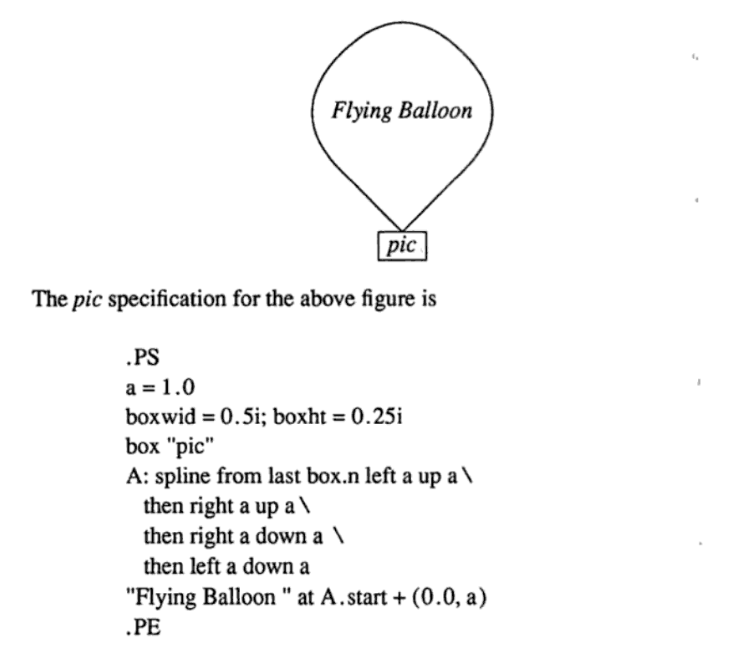 Flying Balloon
pic
The pic specification for the above figure is
.PS
a = 1.0
boxwid = 0.5i; boxht = 0.25i
box "pic"
A: spline from last box.n left a up a \
then right a up a \
then right a down a \
then left a down a
"Flying Balloon " at A.start + (0.0, a)
.PE